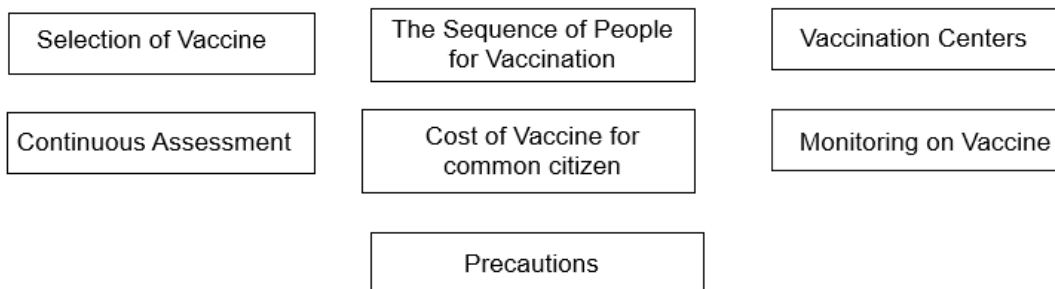 Selection of Vaccine
The Sequence of People
for Vaccination
Vaccination Centers
Continuous Assessment
Cost of Vaccine for
common citizen
Monitoring on Vaccine
Precautions